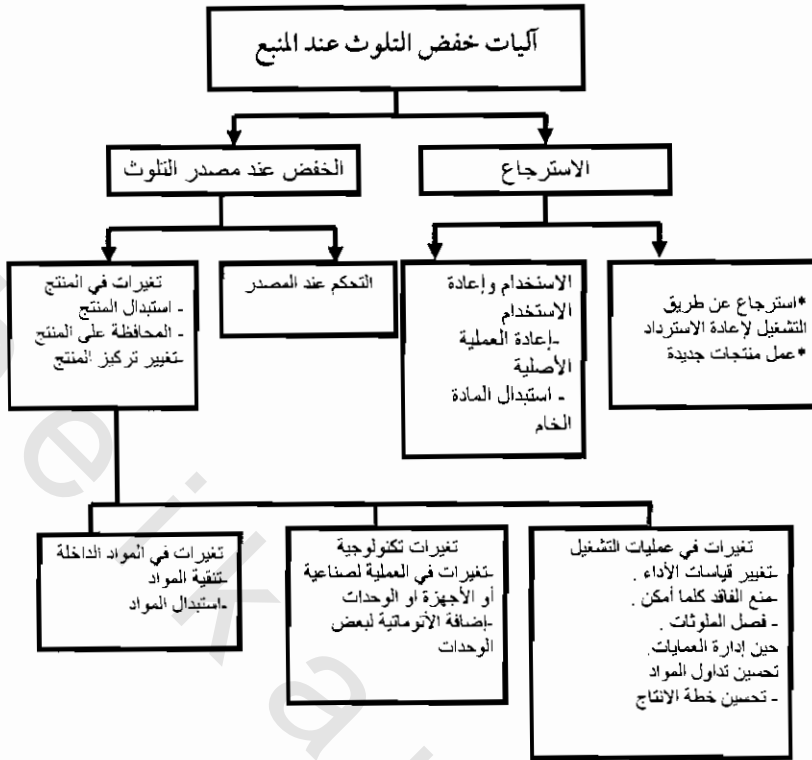 آليات خفض التلوث عند المنبع
الاسترجاع
الخفض عند مصدر التلوث
*استرجاع عن طريق
التشغيل لإعادة الاسترداد
*عمل منتجات جديدة
الاستخدام وإعادة
الاستخدام
-إعادة العملية
الأصلية
- استبدال المادة
الخام
التحكم عند المصدر
تغيرات في المنتج
- استبدال المنتج
- المحافظة على المنتج
-تغيير تركيز المنتج
تغيرات في عمليات التشغيل
-تغيير قياسات الأداء .
-منع الفاقد كلما أمكن .
- فصل الملوثات .
حين إدارة العمايات.
تحسين تداول المواد
- تحسين خطة الانتاج
تغيرات تكنولوجية
-تغيرات في العملية لصناعية
أو الأجهزة او الوحدات
-إضافة الأتوماتية لبعض
الوحدات
تغيرات في المواد الداخلة
-تنقية المواد
-استبدال المواد